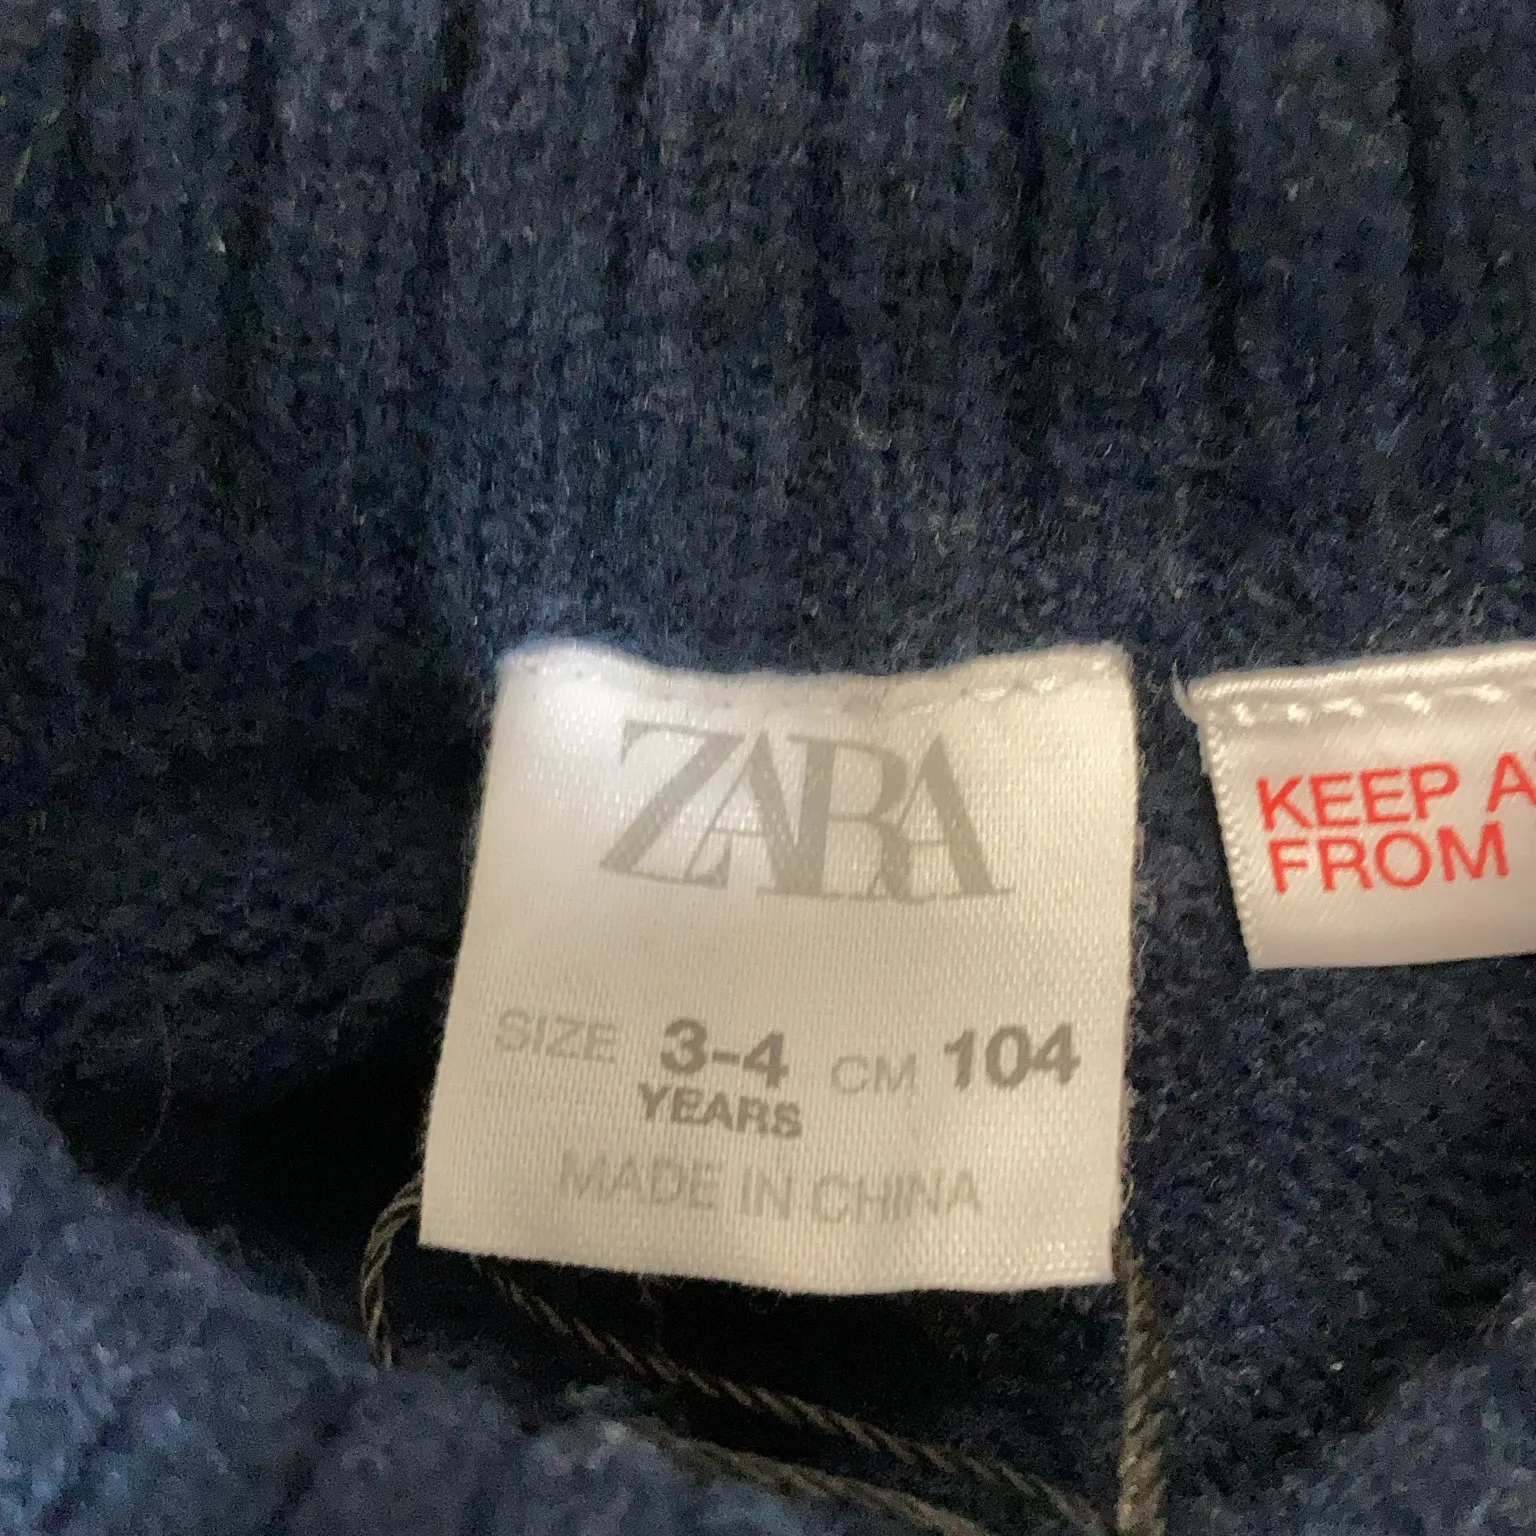 ZARA
SIZE 3-4 CM 104
YEARS
MADE IN CHINA
KEEP
FROM